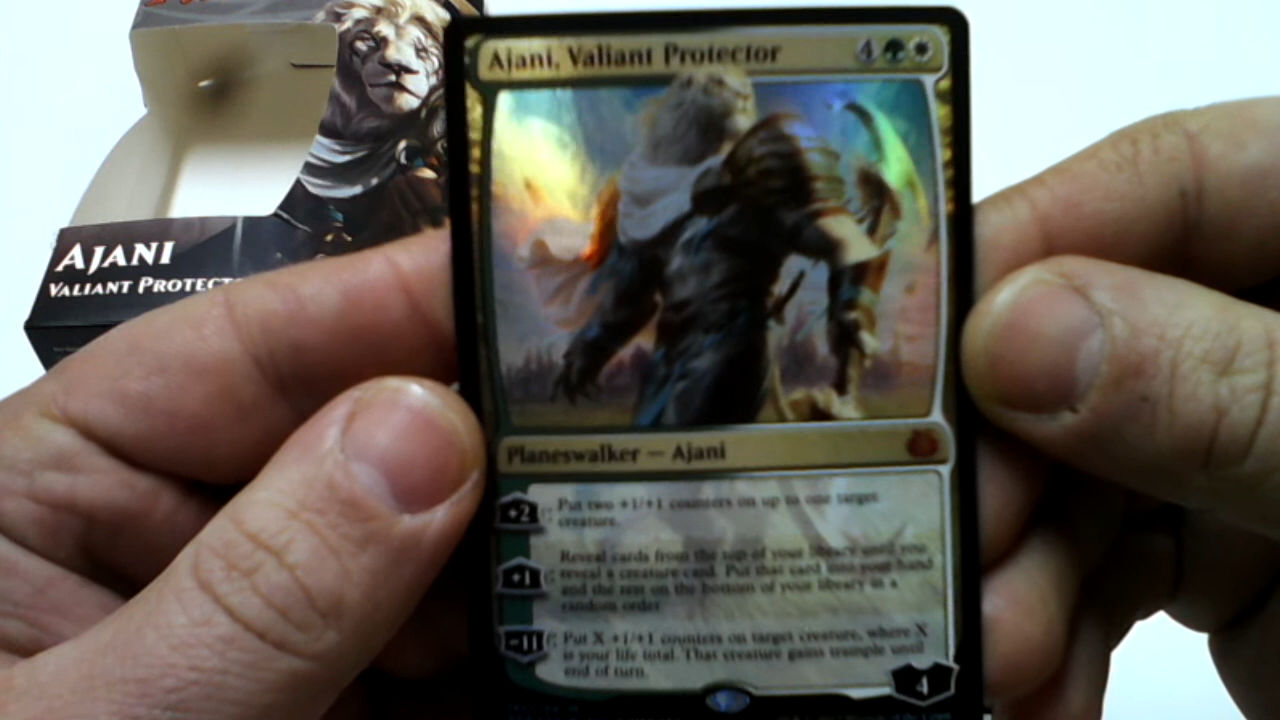 Ajani, Valiant Protector
4
AJANI
VALIANT PROTECT
Planeswalker — Ajani
+2: Put two +1/+1 counters on up to one target
creature.
+1: Reveal cards from the top of your library until you
reveal a creature card. Put that card into your hand
and the rest on the bottom of your library in a
random order
-11: Put X +1/+1 counters on target creature, where X
is your life total. That creature gains trample until
end of turn.
4